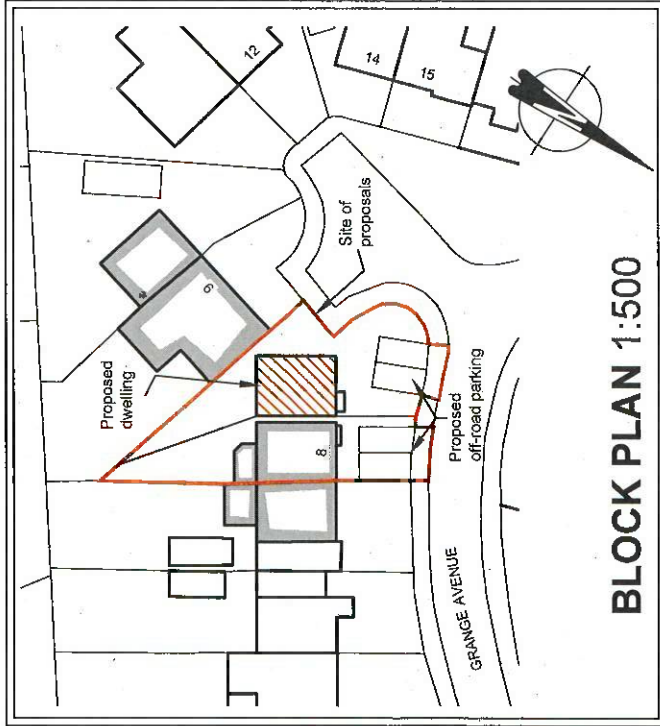 12
14
15
Site of
proposals
6
Proposed
dwelling
8
Proposed
off-road parking
GRANGE AVENUE
BLOCK PLAN 1:500